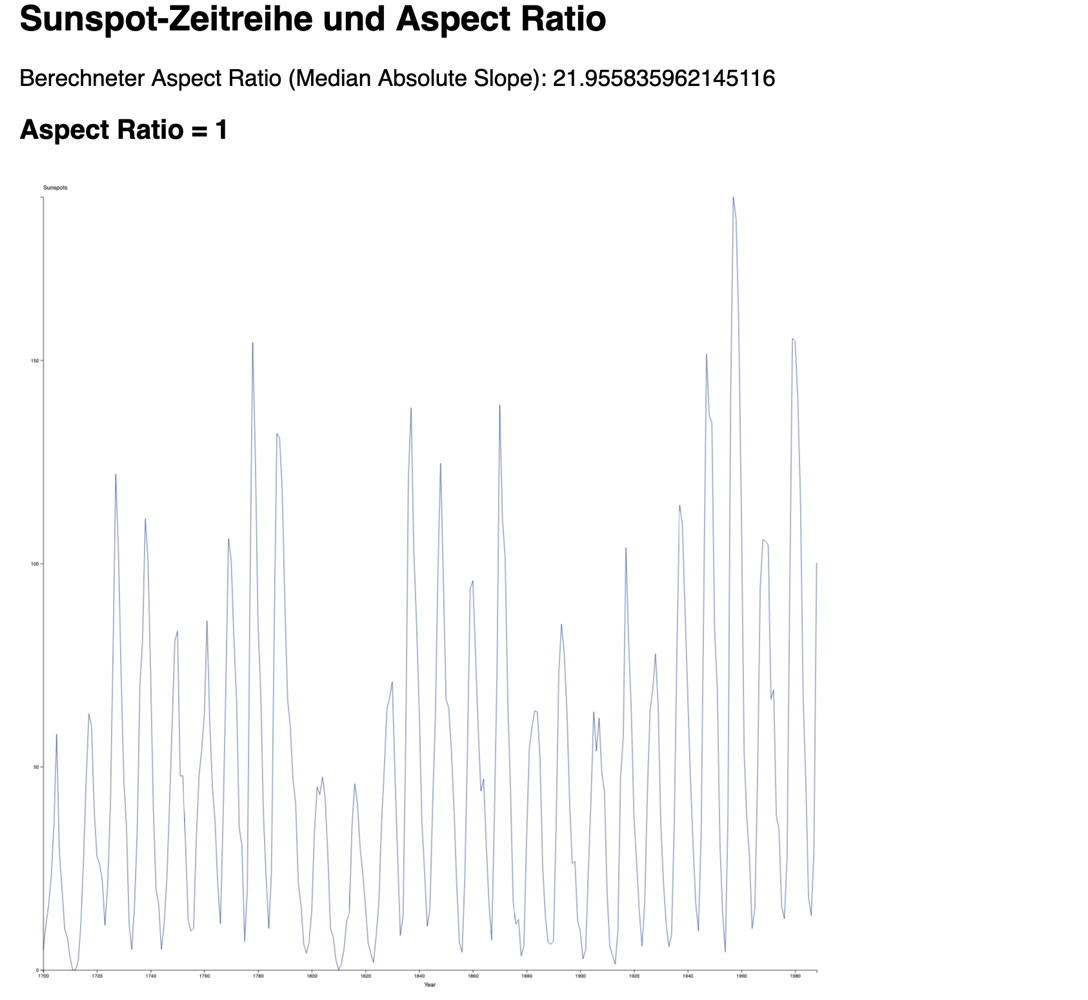 Sunspot-Zeitreihe und Aspect Ratio
Berechneter Aspect Ratio (Median Absolute Slope): 21.955835962145116
Aspect Ratio = 1
Sunspots
150
100
50
0
1700 1720 1740 1760 1780 1800 1820 1840 1860 1880 1900 1920 1940 1960 1980
Year